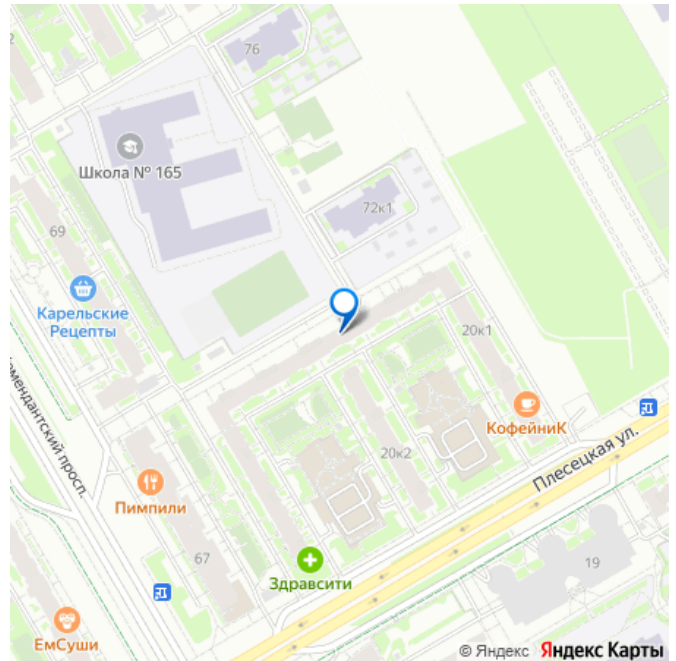 2
76
Школа № 165
72к1
69
Карельские
Рецепты
20к1
КофейниК
Плесецкая ул.
20к2
Пимпили
67
Здравсити
19
ЕмСуши
© Яндекс Яндекс Карты